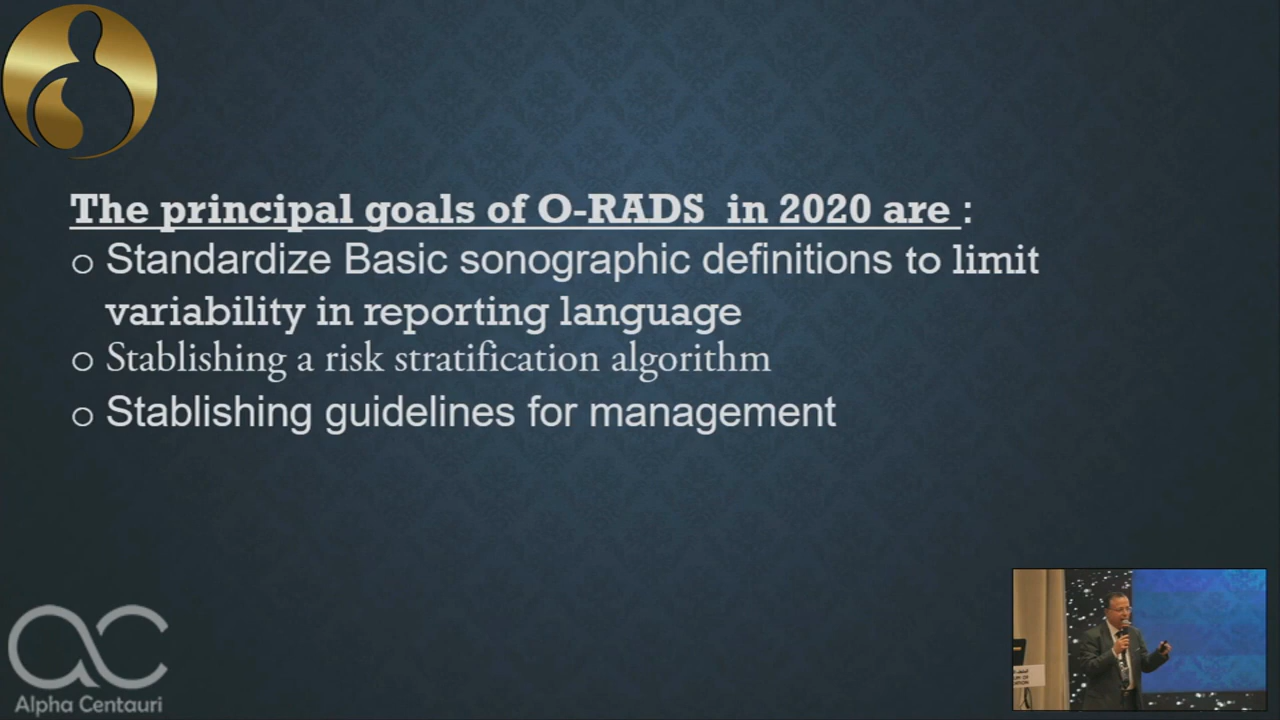 The principal goals of O-RADS in 2020 are :
o Standardize Basic sonographic definitions to limit
variability in reporting language
o Stablishing a risk stratification algorithm
o Stablishing guidelines for management
AC
Alpha Centauri